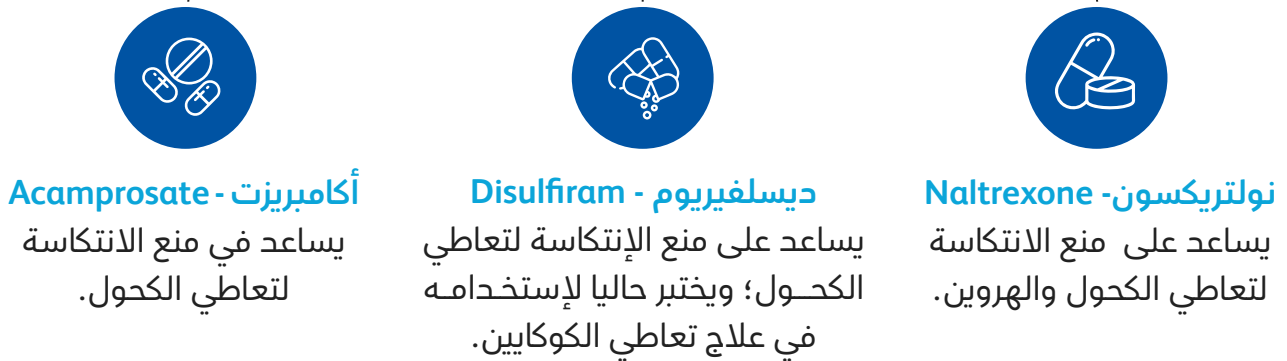 نولتريكسون- Naltrexone
يساعد على منع الانتكاسة
لتعاطي الكحول والهروين.
ديسلفيريوم - Disulfiram
يساعد على منع الإنتكاسة لتعاطي
الكحــول؛ ويختبر حاليا لإستخـدامــه
في علاج تعاطي الكوكايين.
أكامبريزت - Acamprosate
يساعد في منع الانتكاسة
لتعاطي الكحول.